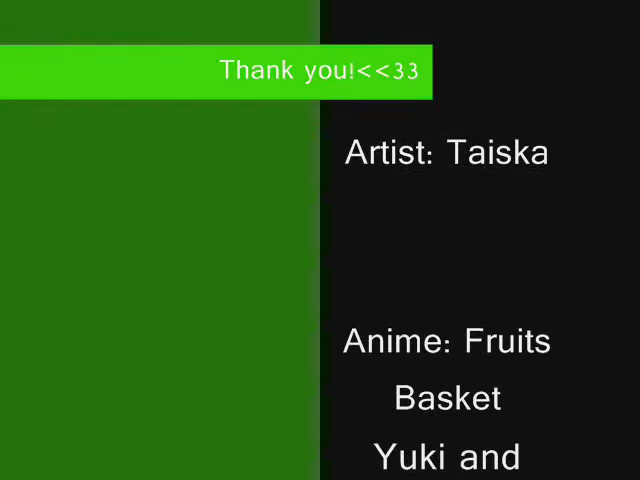 Thank you!<<33
Artist: Taiska
Anime: Fruits
Basket
Yuki and